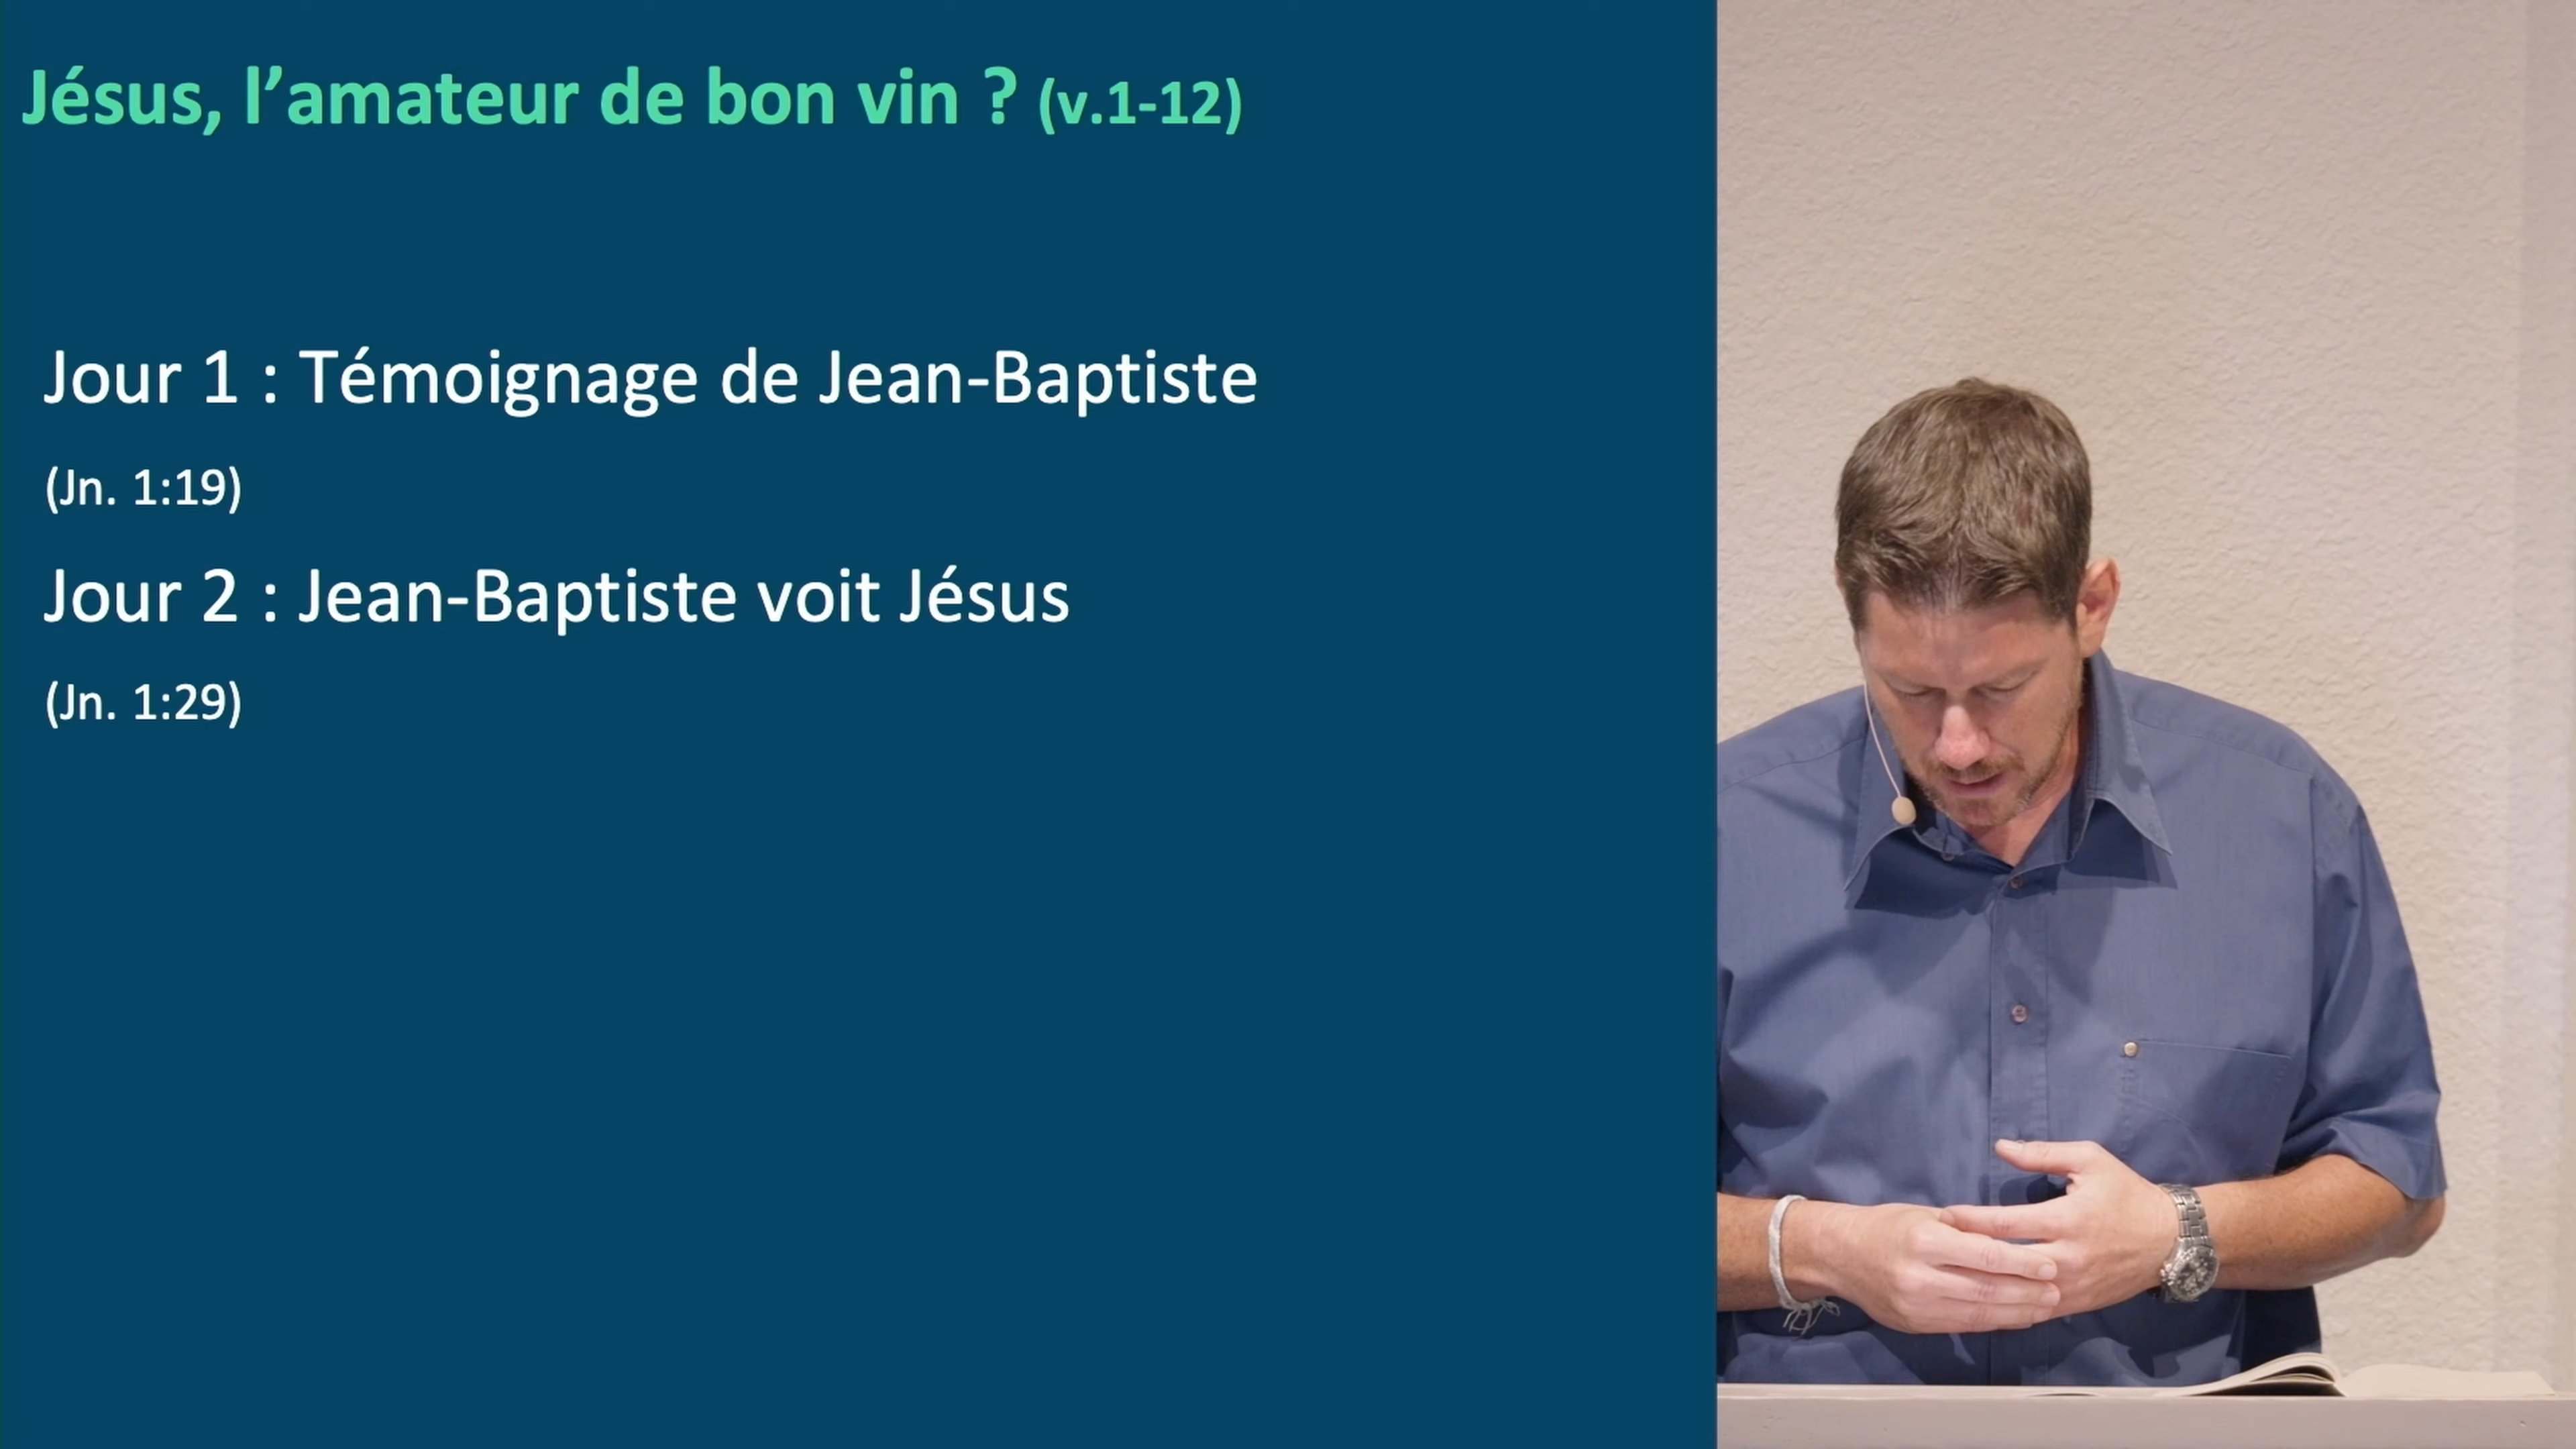 Jésus, l’amateur de bon vin ? (v.1-12)
Jour 1 : Témoignage de Jean-Baptiste
(Jn. 1:19)
Jour 2 : Jean-Baptiste voit Jésus
(Jn. 1:29)